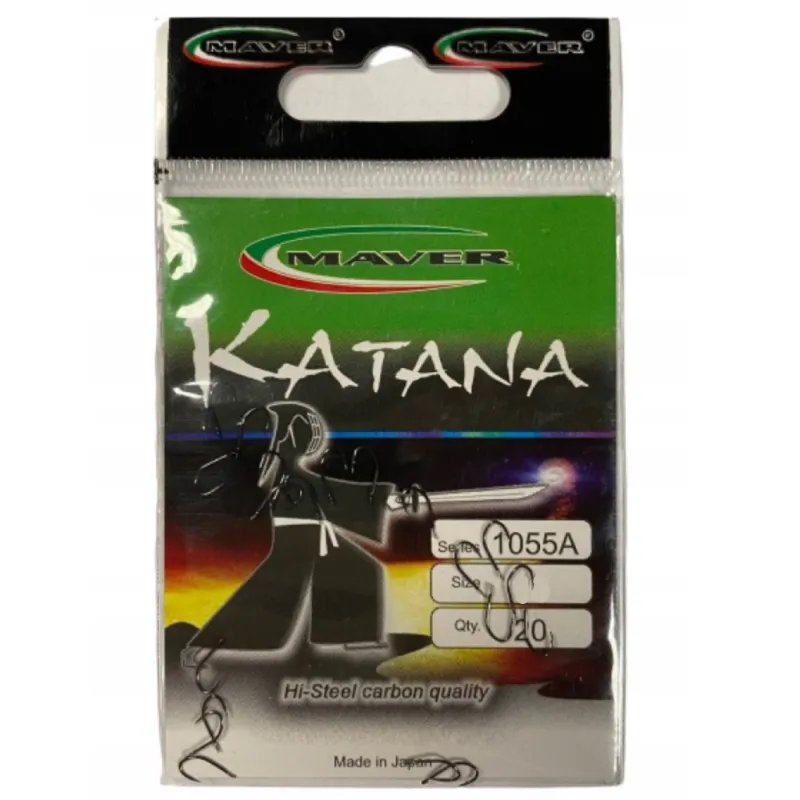 MAVER® MAVER®
MAVER
KATANA
Series 1055A
Size
Qty. 20
Hi-Steel carbon quality
Made in Japan